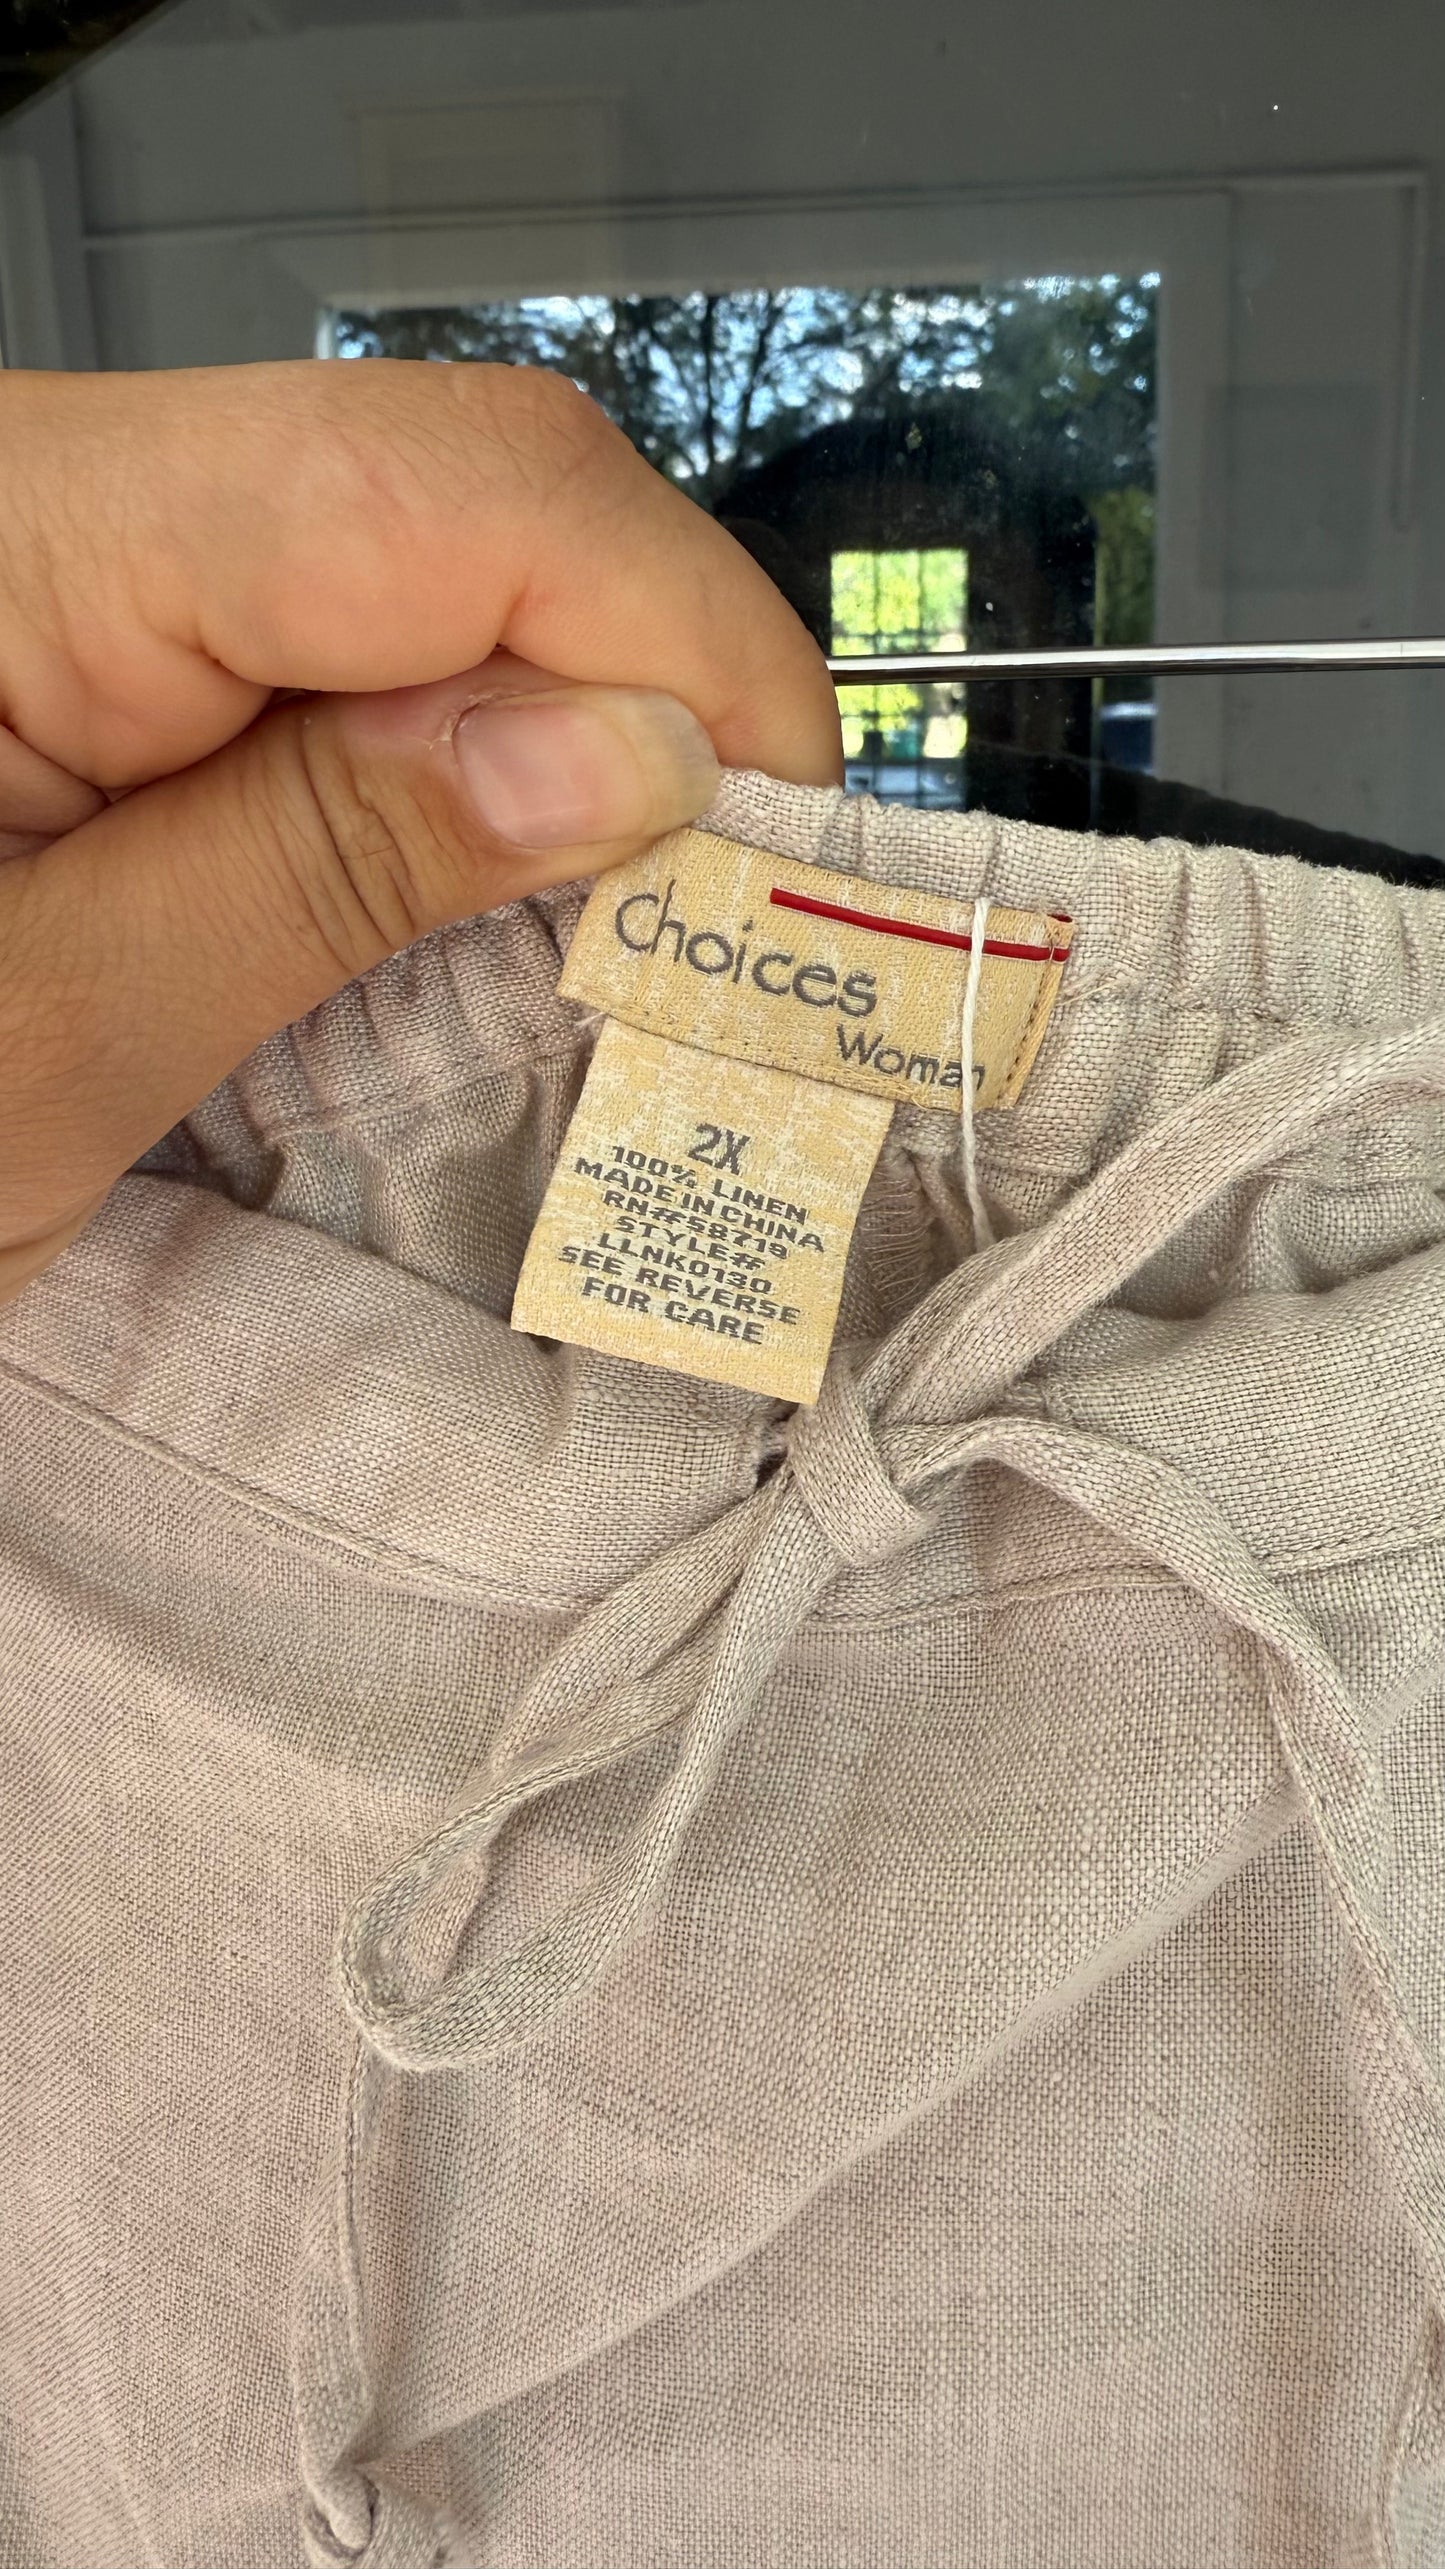 choices
Woman
2X
100% LINEN
MADE IN CHINA
RN#58719
STYLE#
LLNK0130
SEE REVERSE
FOR CARE